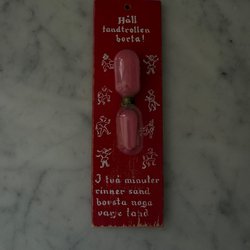 Håll
tandtrollen
borta!
I två minuter
rinner sand
borsta noga
varje tand